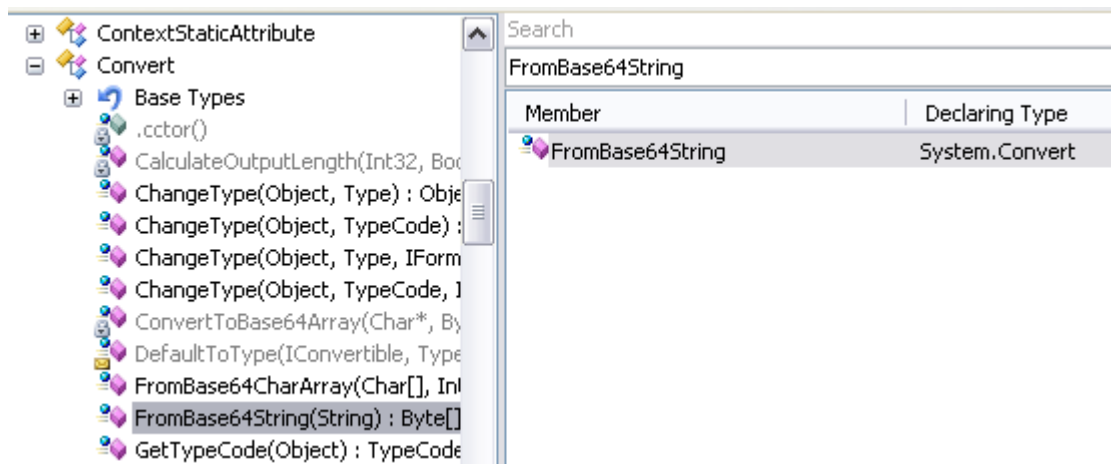 ContextStaticAttribute
Convert
Base Types
.cctor()
CalculateOutputLength(Int32, Boo
ChangeType(Object, Type) : Obje
ChangeType(Object, TypeCode) :
ChangeType(Object, Type, IForm
ChangeType(Object, TypeCode, I
ConvertToBase64Array(Char*, By
DefaultToType(IConvertible, Type
FromBase64CharArray(Char[], Int
FromBase64String(String) : Byte[]
GetTypeCode(Object) : TypeCode
Search
FromBase64String
Member Declaring Type
FromBase64String System.Convert